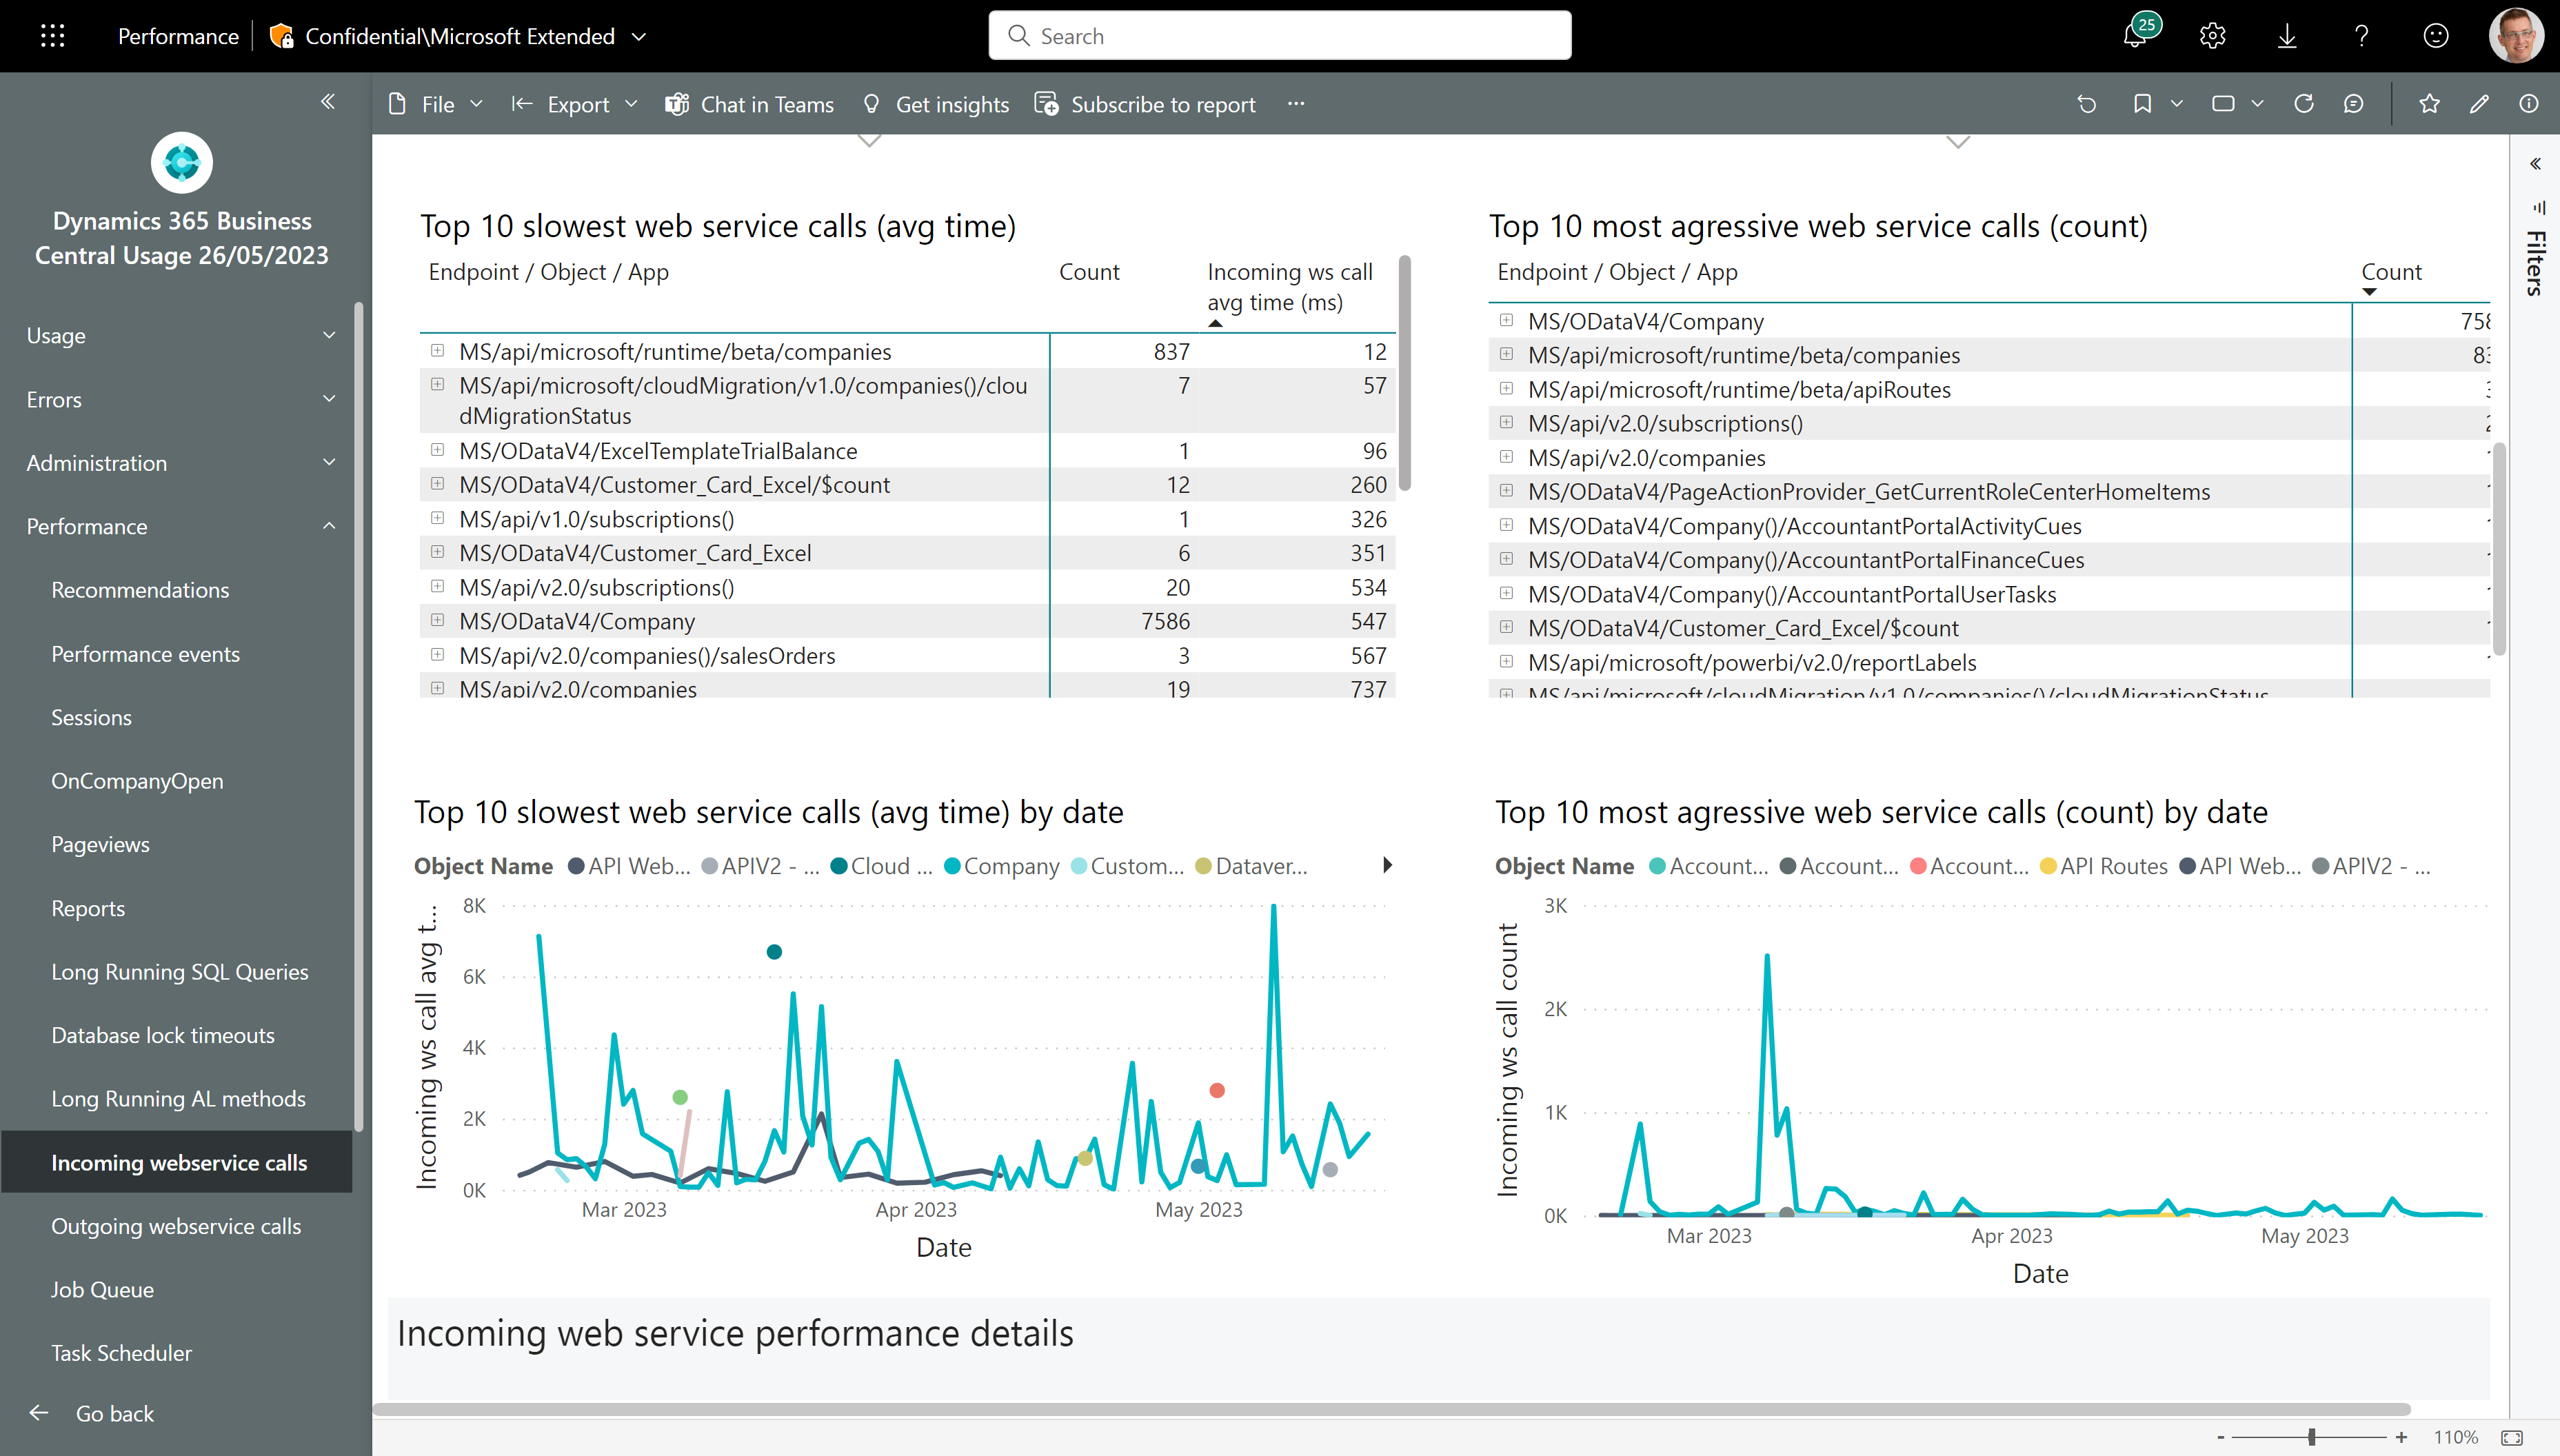 Performance
Confidential\Microsoft Extended
Search
25
File
Export
Chat in Teams
Get insights
Subscribe to report
Dynamics 365 Business
Central Usage 26/05/2023
Usage
Errors
Administration
Performance
Recommendations
Performance events
Sessions
OnCompanyOpen
Pageviews
Reports
Long Running SQL Queries
Database lock timeouts
Long Running AL methods
Incoming webservice calls
Outgoing webservice calls
Job Queue
Task Scheduler
Go back
Top 10 slowest web service calls (avg time)
Endpoint / Object / App Count Incoming ws call
avg time (ms)
MS/api/microsoft/runtime/beta/companies 837 12
MS/api/microsoft/cloudMigration/v1.0/companies()/clou 7 57
dMigrationStatus
MS/ODataV4/ExcelTemplateTrialBalance 1 96
MS/ODataV4/Customer_Card_Excel/$count 12 260
MS/api/v1.0/subscriptions() 1 326
MS/ODataV4/Customer_Card_Excel 6 351
MS/api/v2.0/subscriptions() 20 534
MS/ODataV4/Company 7586 547
MS/api/v2.0/companies()/salesOrders 3 567
MS/api/v2.0/companies 19 737
Top 10 most agressive web service calls (count)
Endpoint / Object / App Count
MS/ODataV4/Company
MS/api/microsoft/runtime/beta/companies
MS/api/microsoft/runtime/beta/apiRoutes
MS/api/v2.0/subscriptions()
MS/api/v2.0/companies
MS/ODataV4/PageActionProvider_GetCurrentRoleCenterHomeItems
MS/ODataV4/Company()/AccountantPortalActivityCues
MS/ODataV4/Company()/AccountantPortalFinanceCues
MS/ODataV4/Company()/AccountantPortalUserTasks
MS/ODataV4/Customer_Card_Excel/$count
MS/api/microsoft/powerbi/v2.0/reportLabels
MS/api/microsoft/cloudMigration/v1.0/companies()/cloudMigrationStatus
Filters
Top 10 slowest web service calls (avg time) by date
Object Name API Web... APIV2 - ... Cloud ... Company Custom... Dataver...
Incoming ws call avg t...
8K
6K
4K
2K
0K
Mar 2023 Apr 2023 May 2023
Date
Top 10 most agressive web service calls (count) by date
Object Name Account... Account... Account... API Routes API Web... APIV2 - ...
Incoming ws call count
3K
2K
1K
0K
Mar 2023 Apr 2023 May 2023
Date
Incoming web service performance details
- + 110%